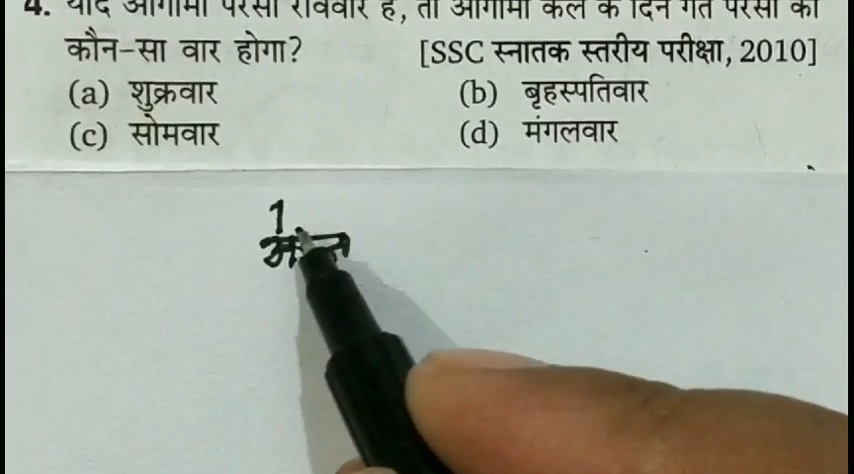 4. यदि आगामी परसों रविवार है, तो आगामी कल के दिन गत परसों को
कौन-सा वार होगा? [SSC स्नातक स्तरीय परीक्षा, 2010]
(a) शुक्रवार (b) बृहस्पतिवार
(c) सोमवार (d) मंगलवार
1